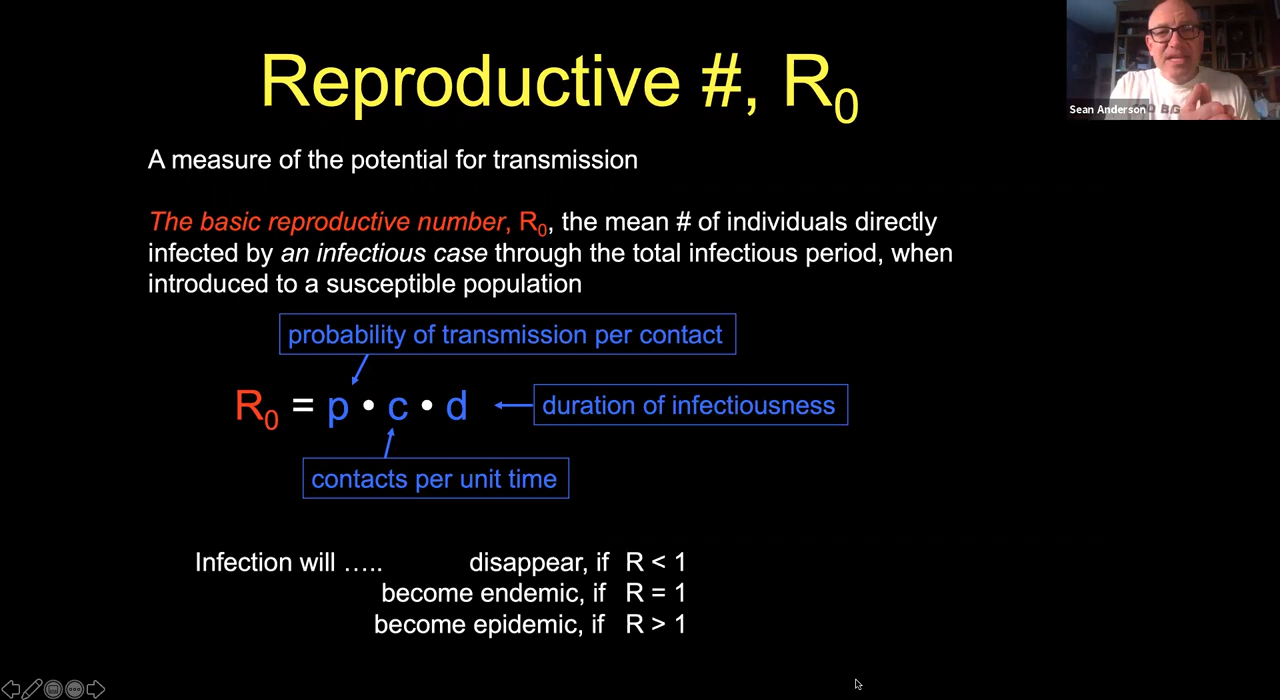 Reproductive #, R₀
Sean Anderson
A measure of the potential for transmission
The basic reproductive number, R₀, the mean # of individuals directly
infected by an infectious case through the total infectious period, when
introduced to a susceptible population
probability of transmission per contact
R₀ = p • c • d
duration of infectiousness
contacts per unit time
Infection will ….. disappear, if R < 1
become endemic, if R = 1
become epidemic, if R > 1